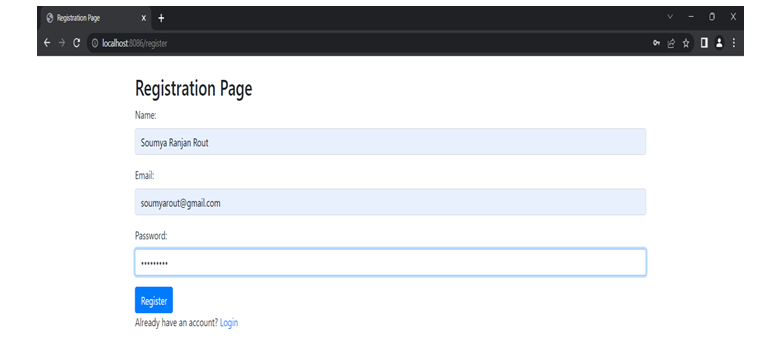 Registration Page
localhost:8086/register
Registration Page
Name:
Soumya Ranjan Rout
Email:
soumyarout@gmail.com
Password:
•••••••••
Register
Already have an account? Login